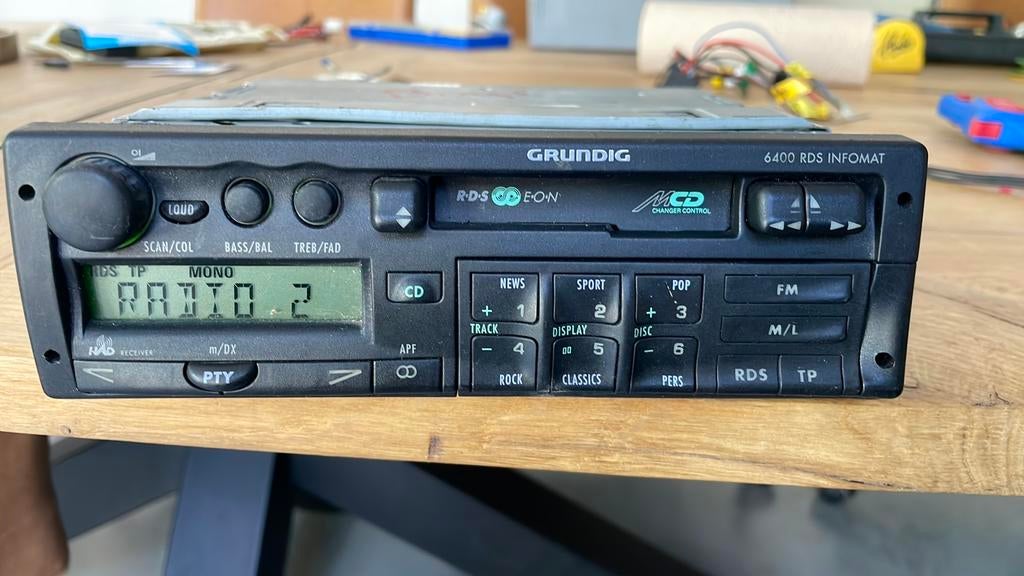 GRUNDIG
6400 RDS INFOMAT
LOUD
R·D·S E·O·N
MCD
CHANGER CONTROL
SCAN/COL BASS/BAL TREB/FAD
RDS TP MONO
RADIO 2
CD
NEWS
+ 1
SPORT
2
POP
+ 3
FM
TRACK DISPLAY DISC
M/L
RECEIVER
m/DX
APF
- 4
ROCK
5
CLASSICS
- 6
PERS
PTY
RDS TP